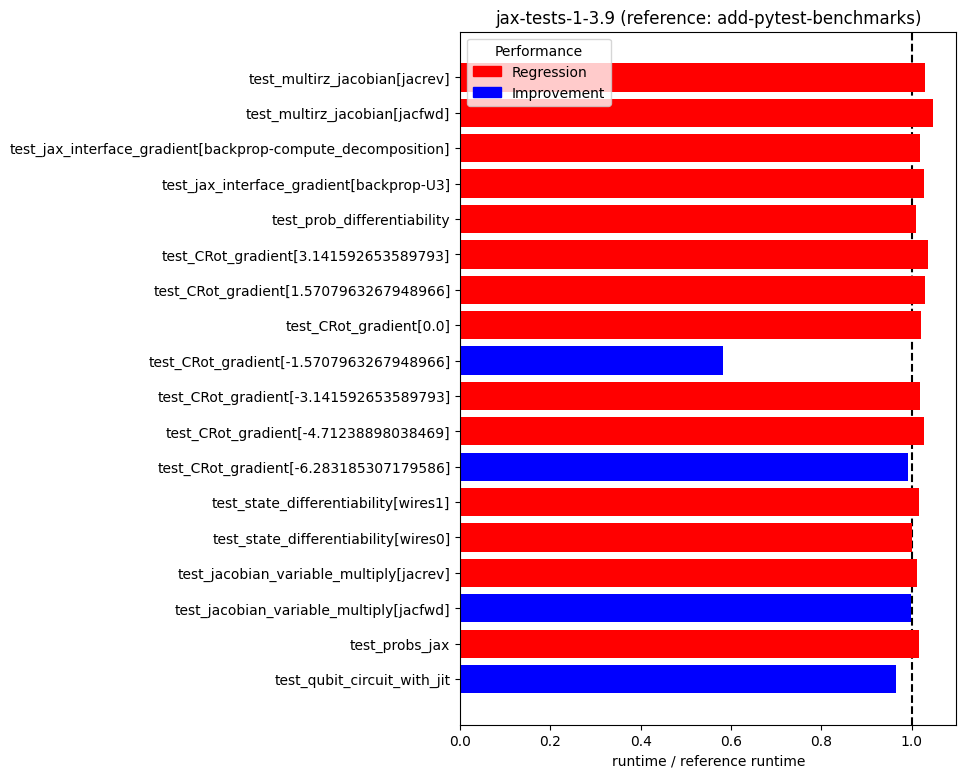 jax-tests-1-3.9 (reference: add-pytest-benchmarks)
Performance
Regression
Improvement
test_multirz_jacobian[jacrev]
test_multirz_jacobian[jacfwd]
test_jax_interface_gradient[backprop-compute_decomposition]
test_jax_interface_gradient[backprop-U3]
test_prob_differentiability
test_CRot_gradient[3.141592653589793]
test_CRot_gradient[1.5707963267948966]
test_CRot_gradient[0.0]
test_CRot_gradient[-1.5707963267948966]
test_CRot_gradient[-3.141592653589793]
test_CRot_gradient[-4.71238898038469]
test_CRot_gradient[-6.283185307179586]
test_state_differentiability[wires1]
test_state_differentiability[wires0]
test_jacobian_variable_multiply[jacrev]
test_jacobian_variable_multiply[jacfwd]
test_probs_jax
test_qubit_circuit_with_jit
0.0 0.2 0.4 0.6 0.8 1.0
runtime / reference runtime